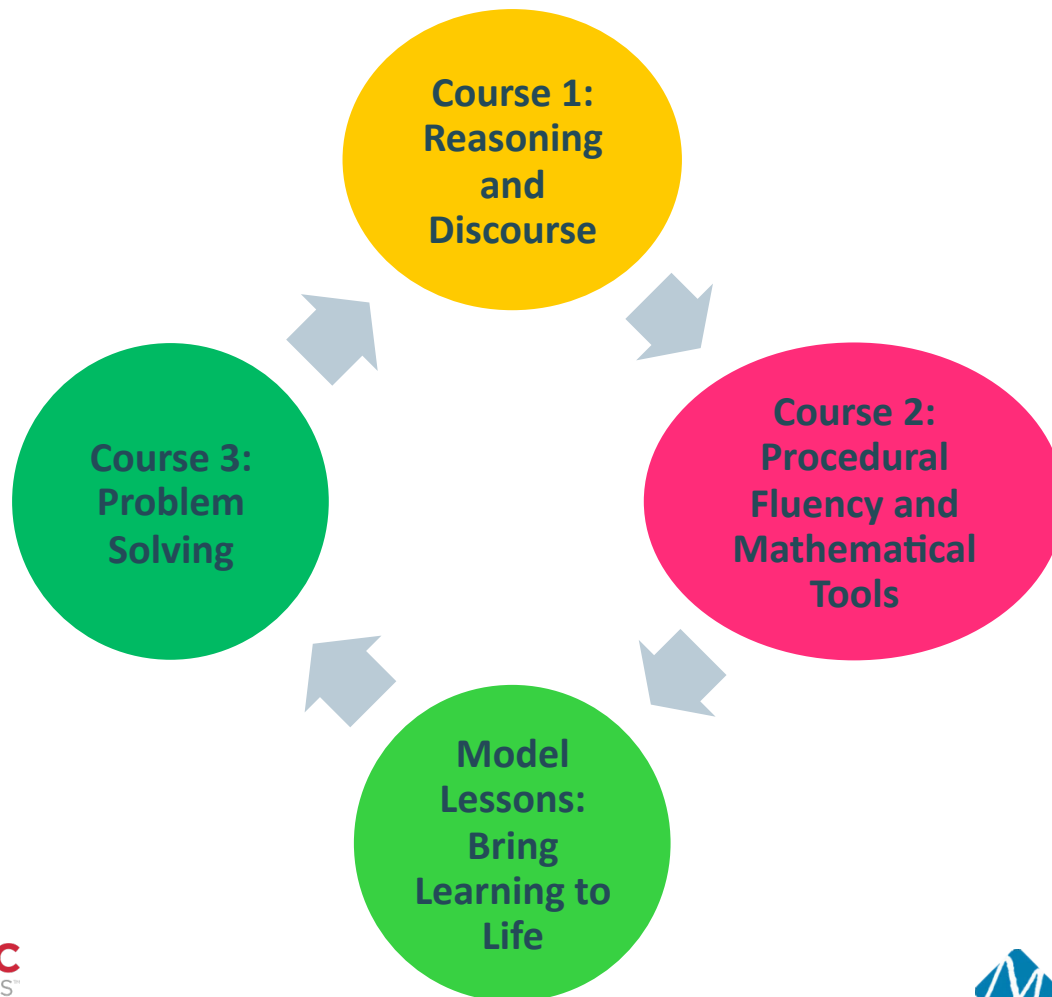 Course 1:
Reasoning
and
Discourse
Course 2:
Procedural
Fluency and
Mathematical
Tools
Course 3:
Problem
Solving
Model
Lessons:
Bring
Learning to
Life
C
S™